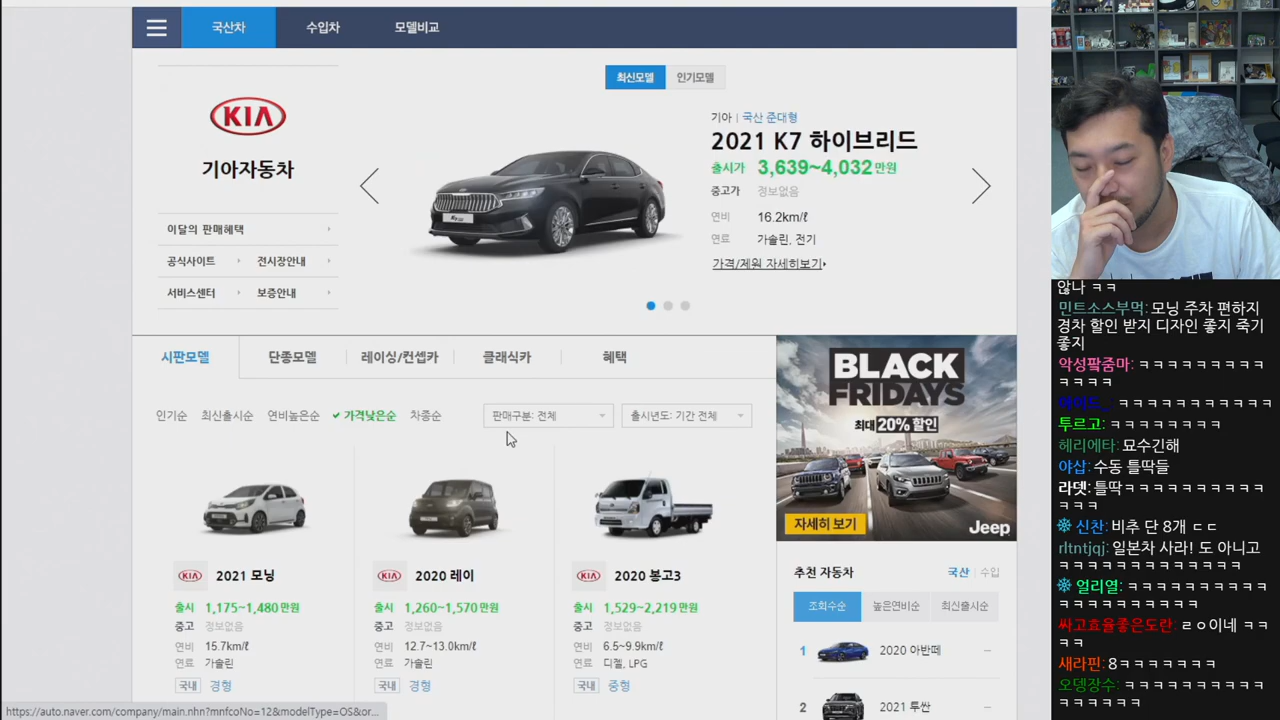 국산차
수입차
모델비교
KIA
기아자동차
이달의 판매혜택
공식사이트
전시장안내
서비스센터
보증안내
최신모델
인기모델
기아 | 국산 준대형
2021 K7 하이브리드
출시가 3,639~4,032만원
중고가 정보없음
연비 16.2km/ℓ
연료 가솔린, 전기
가격/제원 자세히보기
시판모델
단종모델
레이싱/컨셉카
클래식카
혜택
인기순
최신출시순
연비높은순
가격낮은순
차종순
판매구분: 전체
출시년도: 기간 전체
KIA 2021 모닝
출시 1,175~1,480만원
중고 정보없음
연비 15.7km/ℓ
연료 가솔린
국내 경형
KIA 2020 레이
출시 1,260~1,570만원
중고 정보없음
연비 12.7~13.0km/ℓ
연료 가솔린
국내 경형
KIA 2020 봉고3
출시 1,529~2,219만원
중고 정보없음
연비 6.5~9.9km/ℓ
연료 디젤, LPG
국내 중형
BLACK
FRIDAYS
최대 20% 할인
자세히 보기
Jeep
추천 자동차
국산 | 수입
조회수순
높은연비순
최신출시순
1 2020 아반떼
2 2021 투싼
https://auto.naver.com/company/main.nhn?mnfcoNo=12&modelType=OS&or...
않나 ㅋㅋ
민트소스부먹: 모닝 주차 편하지
경차 할인 받지 디자인 좋지 죽기
좋지
악성팤줌마: ㅋㅋㅋㅋㅋㅋㅋㅋ
ㅋㅋㅋㅋㅋ
ㅋㅋㅋㅋㅋㅋㅋㅋㅋㅋ
투르고: ㅋㅋㅋㅋㅋㅋㅋㅋ
헤리에타: 묘수긴해
야삽: 수동 틀딱들
라뎃: 틀딱ㅋㅋㅋㅋㅋㅋㅋㅋㅋ
ㅋㅋㅋ
신찬: 비추 단 8개 ㄷㄷ
rltntjqj: 일본차 사라! 도 아니고
ㅋㅋㅋㅋㅋㅋㅋㅋㅋㅋㅋㅋㅋ
얼리열: ㅋㅋㅋㅋㅋㅋㅋㅋㅋ
ㅋㅋㅋㅋㅋㅋㅋㅋㅋㅋ
싸고효율좋은도란: ㄹㅇ이네 ㅋㅋ
ㅋㅋ
새라핀: 8ㅋㅋㅋㅋㅋㅋㅋ
오뎅장수: ㅋㅋㅋㅋㅋㅋㅋㅋㅋㅋ
ㅋㅋㅋㅋㅋㅋ